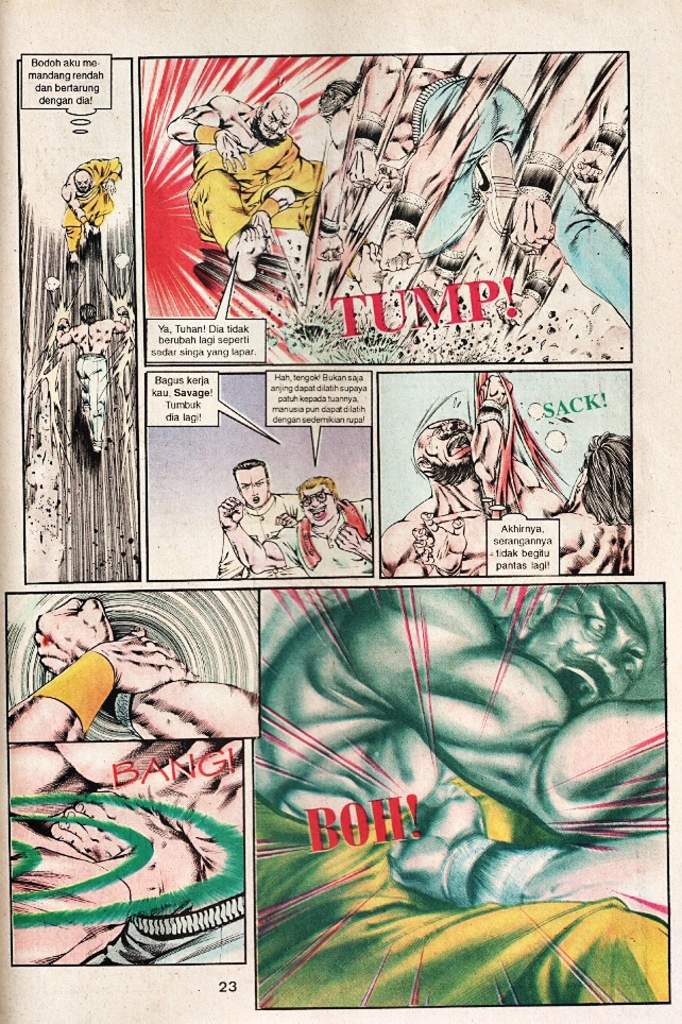 Bodoh aku me-
mandang rendah
dan bertarung
dengan dia!
TUMP!
Ya, Tuhan! Dia tidak
berubah lagi seperti
sedar singa yang lapar.
Bagus kerja
kau, Savage!
Tumbuk
dia lagi!
Hah, tengok! Bukan saja
anjing dapat dilatih supaya
patuh kepada tuannya,
manusia pun dapat dilatih
dengan sedemikian rupa!
SACK!
Akhirnya,
serangannya
tidak begitu
pantas lagi!
BANG!
BOH!
23